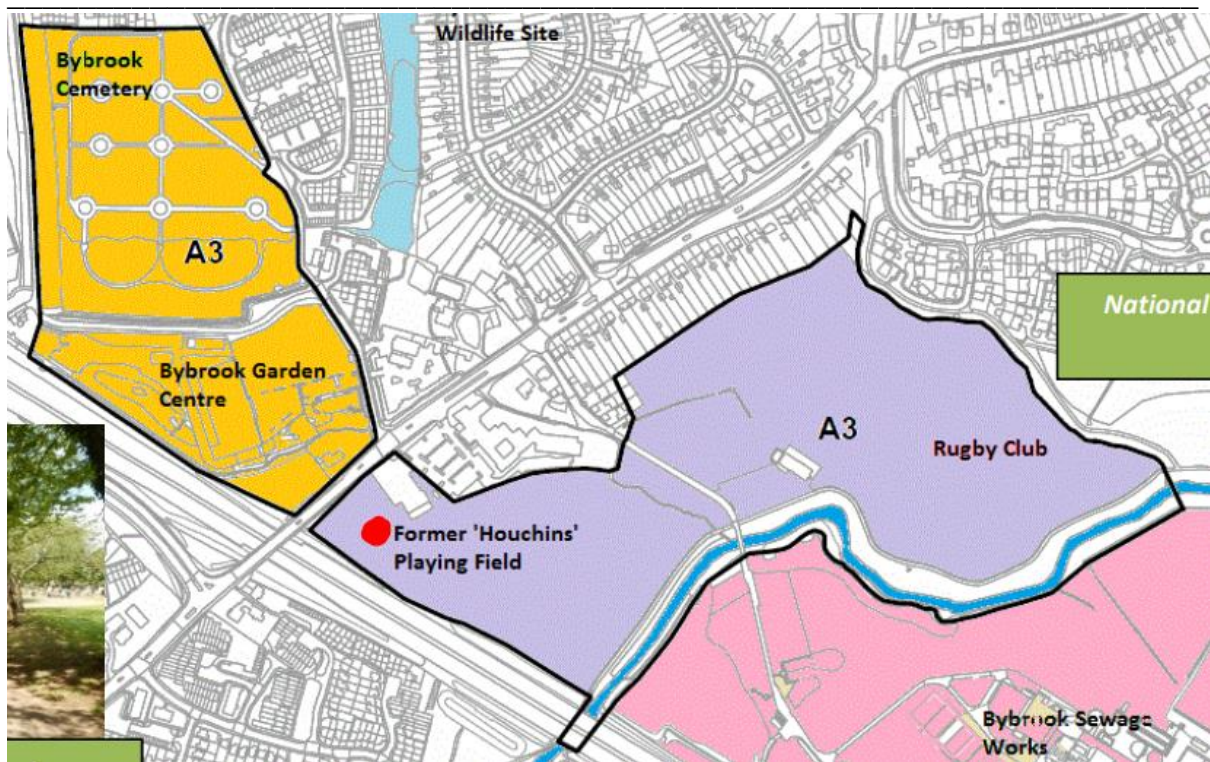 Wildlife Site
Bybrook
Cemetery
A3
National
Bybrook Garden
Centre
A3
Rugby Club
Former 'Houchins'
Playing Field
Bybrook Sewage
Works